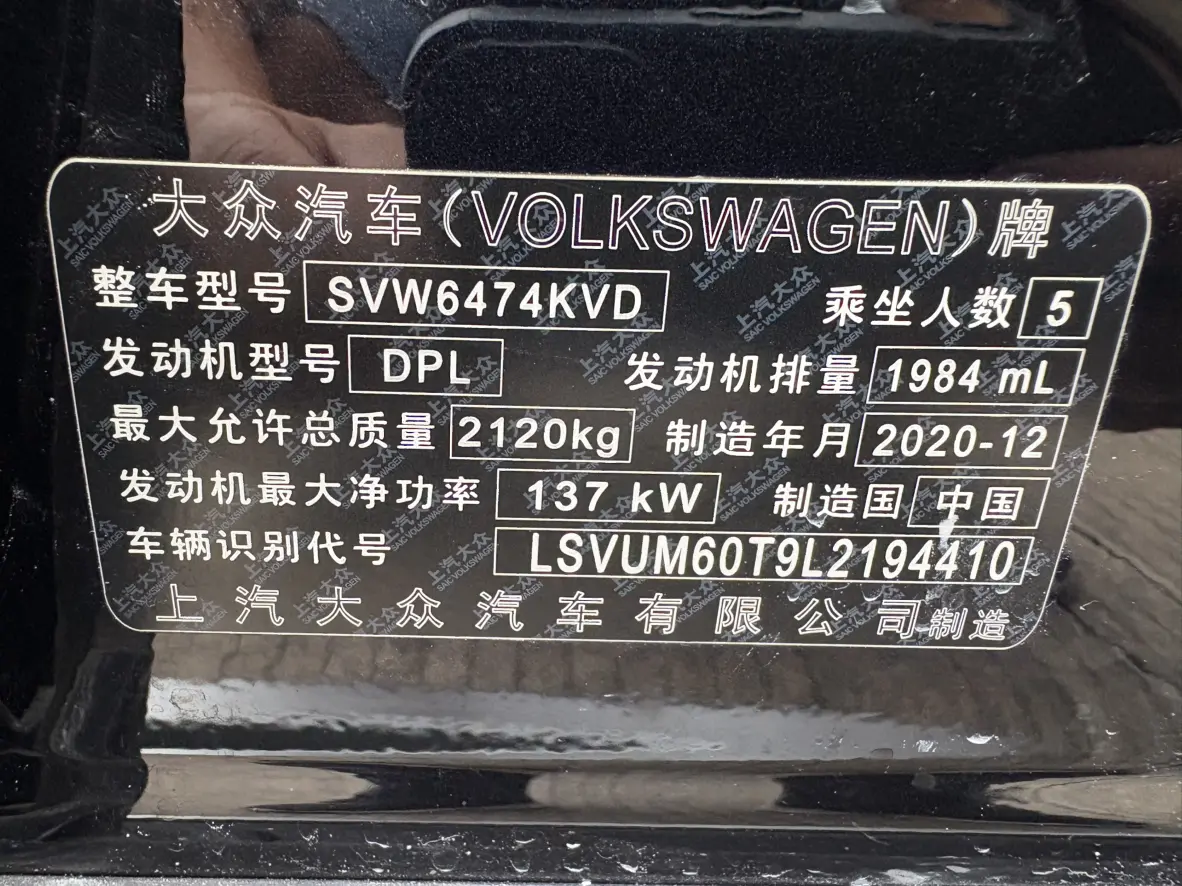 大众汽车(VOLKSWAGEN)牌
整车型号 SVW6474KVD 乘坐人数 5
发动机型号 DPL 发动机排量 1984 mL
最大允许总质量 2120kg 制造年月 2020-12
发动机最大净功率 137 kW 制造国 中国
车辆识别代号 LSVUM60T9L2194410
上汽大众汽车有限公司制造